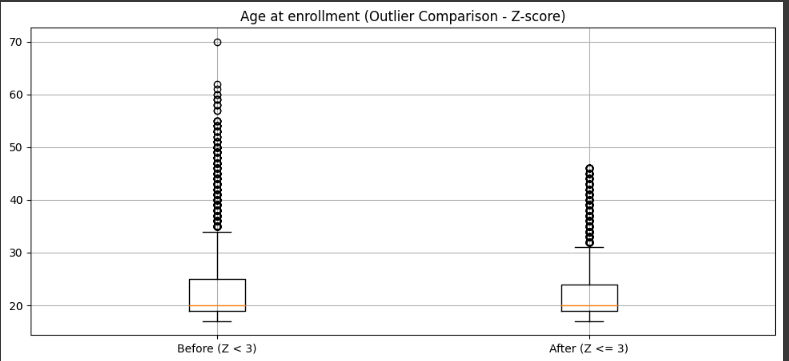 Age at enrollment (Outlier Comparison - Z-score)
70
60
50
40
30
20
Before (Z < 3)
After (Z <= 3)